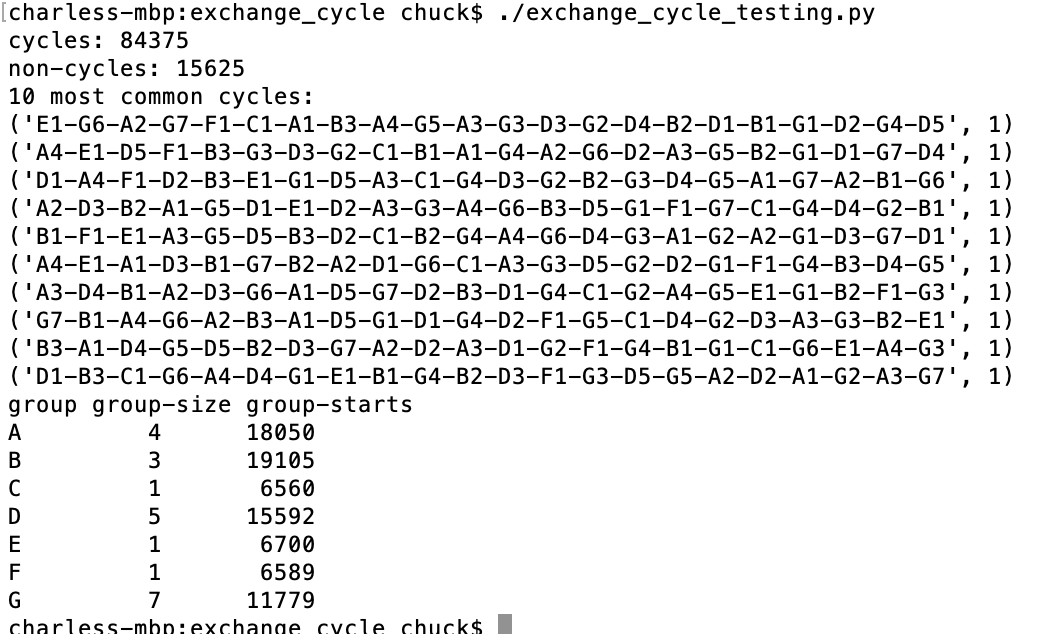 [charless-mbp:exchange_cycle chuck$ ./exchange_cycle_testing.py
cycles: 84375
non-cycles: 15625
10 most common cycles:
('E1-G6-A2-G7-F1-C1-A1-B3-A4-G5-A3-G3-D3-G2-D4-B2-D1-B1-G1-D2-G4-D5', 1)
('A4-E1-D5-F1-B3-G3-D3-G2-C1-B1-A1-G4-A2-G6-D2-A3-G5-B2-G1-D1-G7-D4', 1)
('D1-A4-F1-D2-B3-E1-G1-D5-A3-C1-G4-D3-G2-B2-G3-D4-G5-A1-G7-A2-B1-G6', 1)
('A2-D3-B2-A1-G5-D1-E1-D2-A3-G3-A4-G6-B3-D5-G1-F1-G7-C1-G4-D4-G2-B1', 1)
('B1-F1-E1-A3-G5-D5-B3-D2-C1-B2-G4-A4-G6-D4-G3-A1-G2-A2-G1-D3-G7-D1', 1)
('A4-E1-A1-D3-B1-G7-B2-A2-D1-G6-C1-A3-G3-D5-G2-D2-G1-F1-G4-B3-D4-G5', 1)
('A3-D4-B1-A2-D3-G6-A1-D5-G7-D2-B3-D1-G4-C1-G2-A4-G5-E1-G1-B2-F1-G3', 1)
('G7-B1-A4-G6-A2-B3-A1-D5-G1-D1-G4-D2-F1-G5-C1-D4-G2-D3-A3-G3-B2-E1', 1)
('B3-A1-D4-G5-D5-B2-D3-G7-A2-D2-A3-D1-G2-F1-G4-B1-G1-C1-G6-E1-A4-G3', 1)
('D1-B3-C1-G6-A4-D4-G1-E1-B1-G4-B2-D3-F1-G3-D5-G5-A2-D2-A1-G2-A3-G7', 1)
group group-size group-starts
A 4 18050
B 3 19105
C 1 6560
D 5 15592
E 1 6700
F 1 6589
G 7 11779
charless-mbp:exchange_cycle chuck$